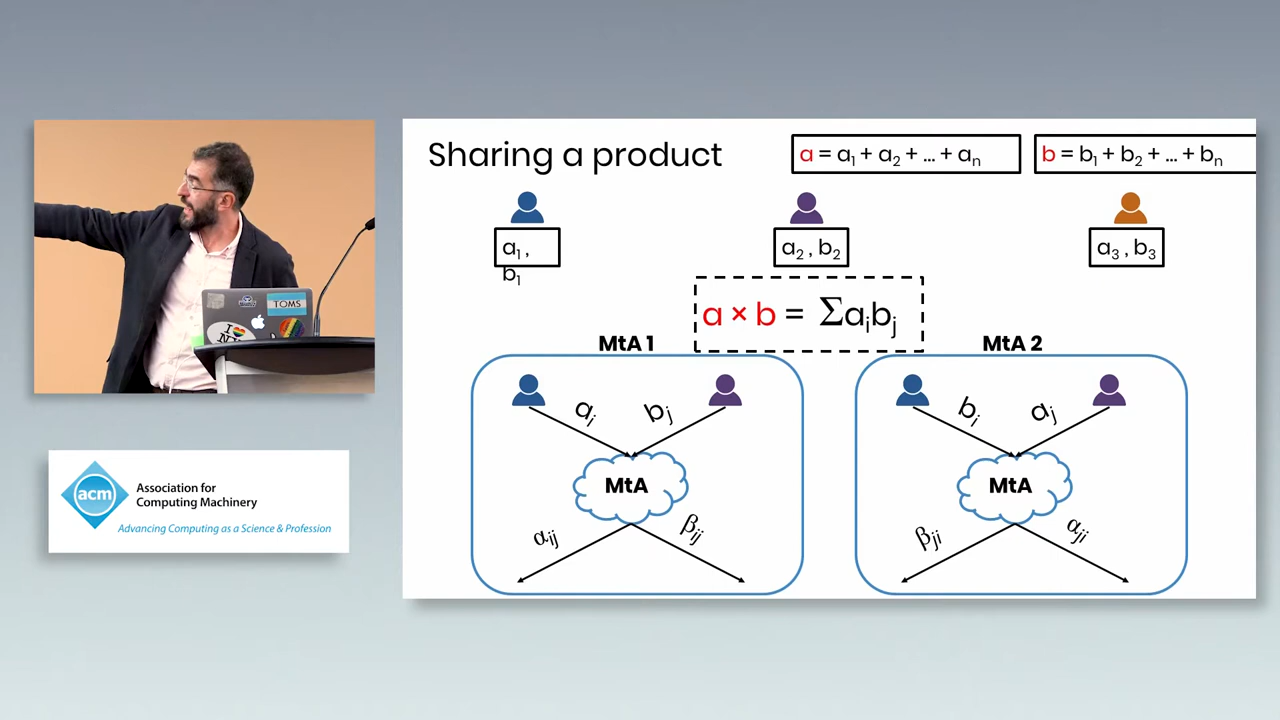 Sharing a product
a = a₁ + a₂ + ... + aₙ
b = b₁ + b₂ + ... + bₙ
a₁ ,
b₁
a₂ , b₂
a₃ , b₃
a × b = Σaᵢbⱼ
MtA 1
MtA 2
aᵢ
bⱼ
bᵢ
aⱼ
MtA
MtA
αᵢⱼ
βᵢⱼ
βⱼᵢ
αⱼᵢ
TOMS
I
acm
Association for
Computing Machinery
Advancing Computing as a Science & Profession